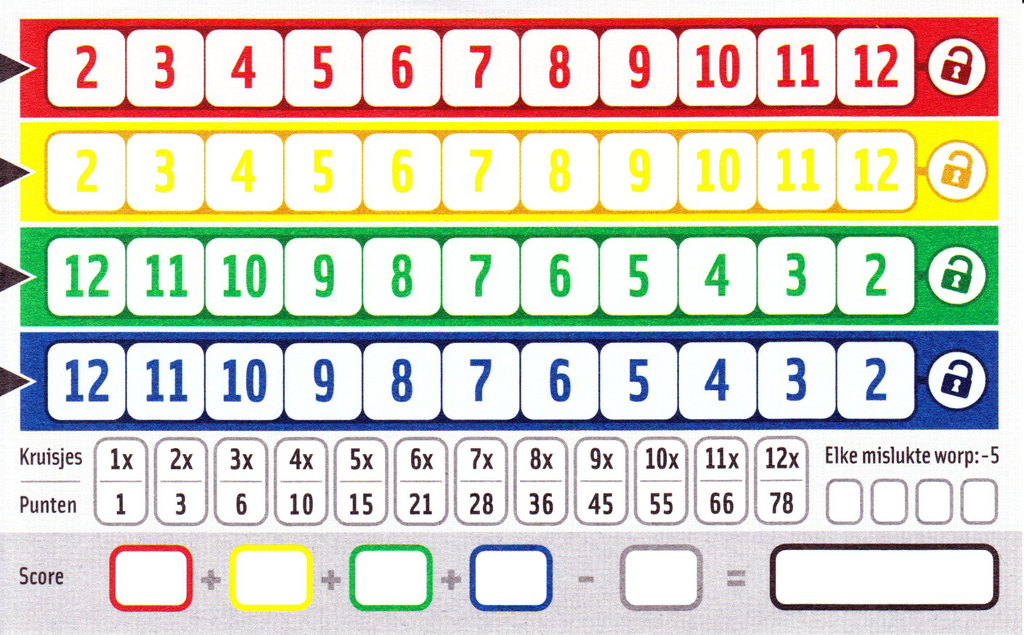 2 3 4 5 6 7 8 9 10 11 12
2 3 4 5 6 7 8 9 10 11 12
12 11 10 9 8 7 6 5 4 3 2
12 11 10 9 8 7 6 5 4 3 2
Kruisjes 1x 2x 3x 4x 5x 6x 7x 8x 9x 10x 11x 12x Elke mislukte worp:-5
Punten 1 3 6 10 15 21 28 36 45 55 66 78
Score + + + - =